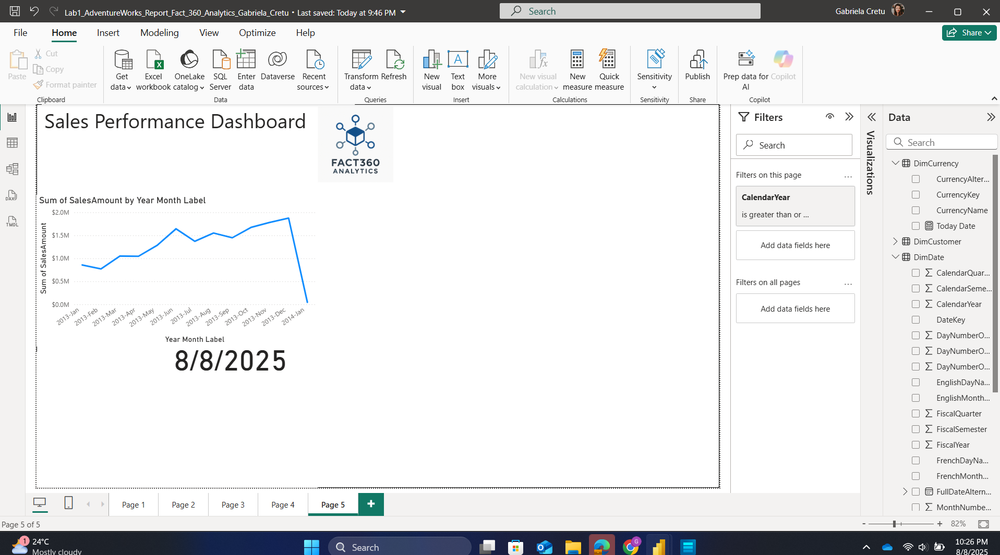 Lab1_AdventureWorks_Report_Fact_360_Analytics_Gabriela_Cretu • Last saved: Today at 9:46 PM
Search
Gabriela Cretu
File
Home
Insert
Modeling
View
Optimize
Help
Share
Paste
Cut
Copy
Format painter
Clipboard
Get data
Excel workbook
OneLake catalog
SQL Server
Enter data
Dataverse
Recent sources
Data
Transform data
Refresh
Queries
New visual
Text box
More visuals
Insert
New visual calculation
New measure
Quick measure
Calculations
Sensitivity
Sensitivity
Publish
Share
Prep data for AI
Copilot
Copilot
DAX
TMDL
Sales Performance Dashboard
FACT360
ANALYTICS
Sum of SalesAmount by Year Month Label
Sum of SalesAmount
$2.0M
$1.5M
$1.0M
$0.5M
$0.0M
2013-Jan
2013-Feb
2013-Mar
2013-Apr
2013-May
2013-Jun
2013-Jul
2013-Aug
2013-Sep
2013-Oct
2013-Nov
2013-Dec
2014-Jan
Year Month Label
8/8/2025
Filters
Search
Filters on this page
...
CalendarYear
is greater than or ...
Add data fields here
Filters on all pages
...
Add data fields here
Visualizations
Data
Search
DimCurrency
CurrencyAlter...
CurrencyKey
CurrencyName
Today Date
DimCustomer
DimDate
CalendarQuar...
CalendarSeme...
CalendarYear
DateKey
DayNumberO...
DayNumberO...
DayNumberO...
EnglishDayNa...
EnglishMonth...
FiscalQuarter
FiscalSemester
FiscalYear
FrenchDayNa...
FrenchMonth...
FullDateAltern...
MonthNumbe...
Page 1
Page 2
Page 3
Page 4
Page 5
Page 5 of 5
- + 82%
1
24°C
Mostly cloudy
Search
G
10:26 PM
8/8/2025